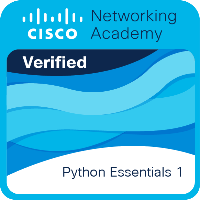 Networking
CISCO Academy
Verified
Python Essentials 1